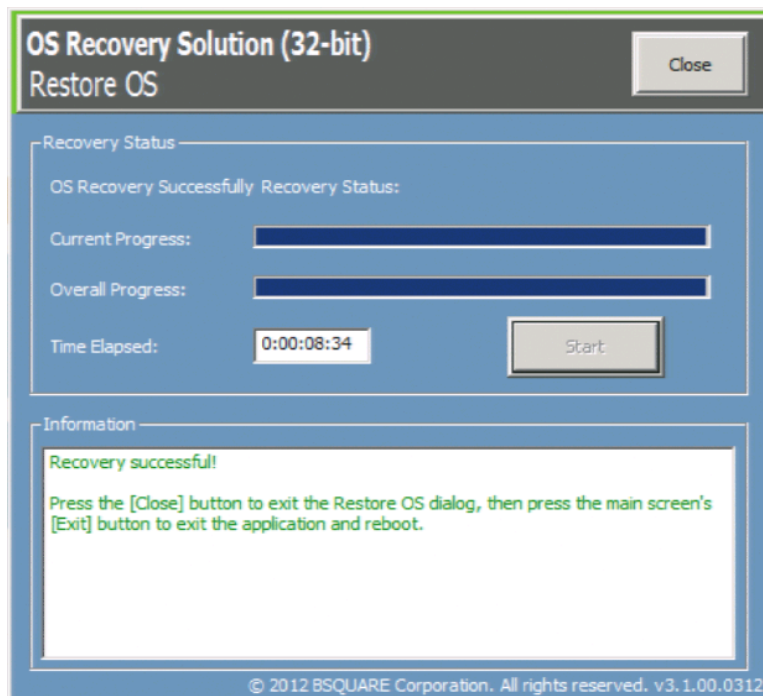 OS Recovery Solution (32-bit)
Restore OS
Close
Recovery Status
OS Recovery Successfully Recovery Status:
Current Progress:
Overall Progress:
Time Elapsed:
0:00:08:34
Start
Information
Recovery successful!
Press the [Close] button to exit the Restore OS dialog, then press the main screen's
[Exit] button to exit the application and reboot.
© 2012 BSQUARE Corporation. All rights reserved. v3.1.00.0312